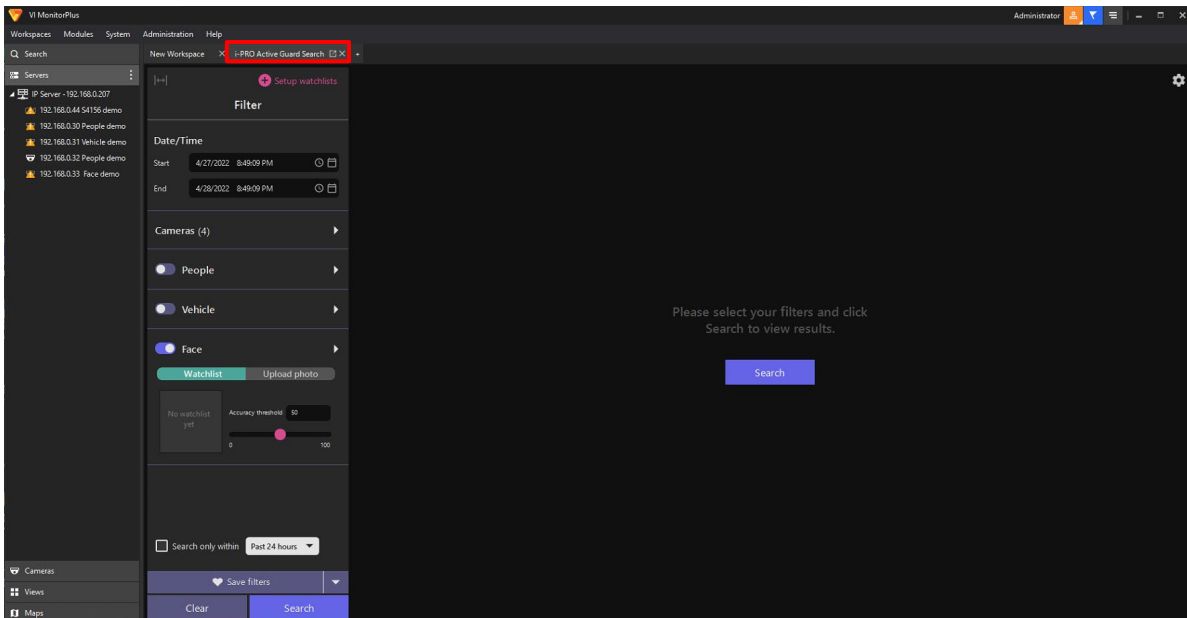 VI MonitorPlus
Administrator
Workspaces Modules System Administration Help
Search
New Workspace
i-PRO Active Guard Search
Servers
IP Server - 192.168.0.207
192.168.0.44 S4156 demo
192.168.0.30 People demo
192.168.0.31 Vehicle demo
192.168.0.32 People demo
192.168.0.33 Face demo
Cameras
Views
Maps
Setup watchlists
Filter
Date/Time
Start 4/27/2022 8:49:09 PM
End 4/28/2022 8:49:09 PM
Cameras (4)
People
Vehicle
Face
Watchlist Upload photo
No watchlist
yet
Accuracy threshold 50
0 100
Search only within Past 24 hours
Save filters
Clear Search
Please select your filters and click
Search to view results.
Search